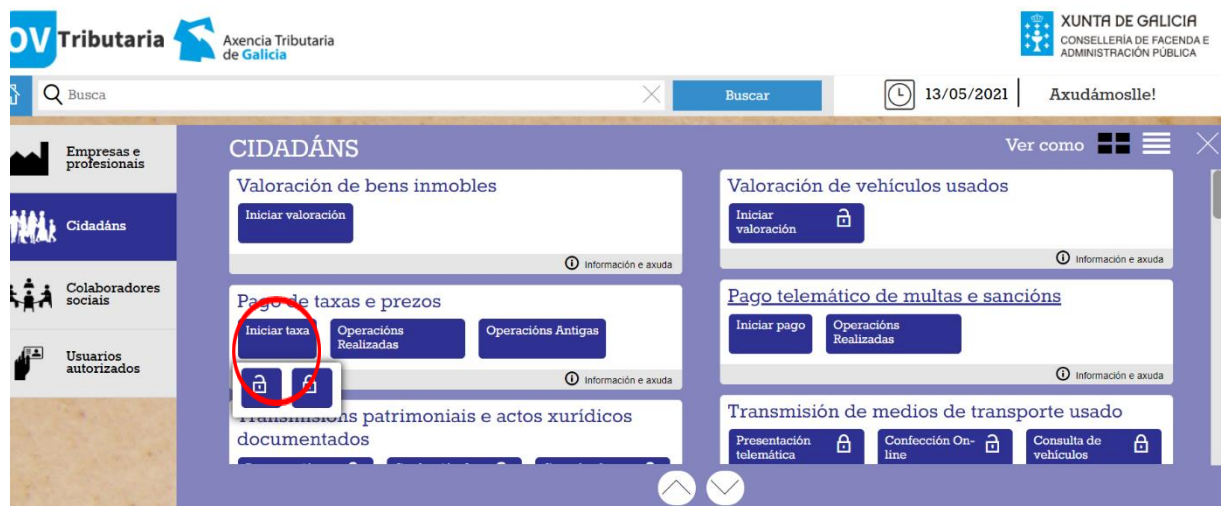 OV Tributaria
Axencia Tributaria
de Galicia
XUNTA DE GALICIA
CONSELLERÍA DE FACENDA E
ADMINISTRACIÓN PÚBLICA
Busca
Buscar
13/05/2021
Axudámoslle!
Empresas e
profesionais
Cidadáns
Colaboradores
sociais
Usuarios
autorizados
CIDADÁNS
Ver como
Valoración de bens inmobles
Iniciar valoración
Información e axuda
Valoración de vehículos usados
Iniciar
valoración
Información e axuda
Pago de taxas e prezos
Iniciar taxa
Operacións
Realizadas
Operacións Antigas
Información e axuda
Pago telemático de multas e sancións
Iniciar pago
Operacións
Realizadas
Información e axuda
Transmisións patrimoniais e actos xurídicos
documentados
Transmisión de medios de transporte usado
Presentación
telemática
Confección On-
line
Consulta de
vehículos